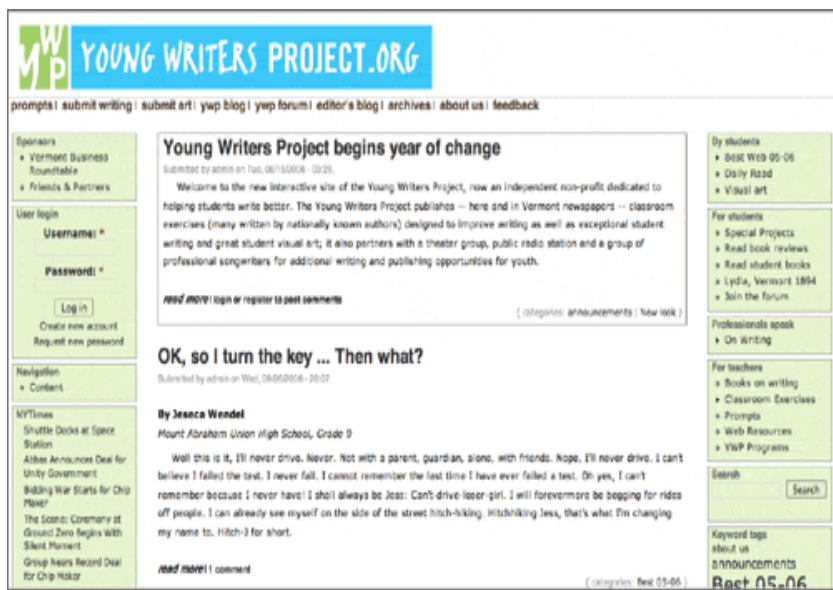 YWP YOUNG WRITERS PROJECT.ORG
prompts| submit writing| submit art| ywp blog| ywp forum| editor's blog| archives| about us| feedback
Sponsors
Vermont Business
Roundtable
Friends & Partners
User login
Username: *
Password: *
Log in
Create new account
Request new password
Navigation
Content
NYTimes
Shuttle Docks at Space
Station
Abbas Announces Deal for
Unity Government
Bidding War Starts for Chip
Maker
The Scene: Ceremony at
Ground Zero Begins With
Silent Moment
Group Nears Record Deal
for Chip Maker
Young Writers Project begins year of change
Submitted by admin on Tue,
Welcome to the new interactive site of the Young Writers Project, now an independent non-profit dedicated to
helping students write better. The Young Writers Project publishes -- here and in Vermont newspapers -- classroom
exercises (many written by nationally known authors) designed to improve writing as well as exceptional student
writing and great student visual art; it also partners with a theater group, public radio station and a group of
professional songwriters for additional writing and publishing opportunities for youth.
read more | login or register to post comments
( categories: announcements | New look )
OK, so I turn the key ... Then what?
Submitted by admin on Wed,
By Jeseca Wendel
Mount Abraham Union High School, Grade 9
Well this is it, I'll never drive. Never. Not with a parent, guardian, alone, with friends. Nope, I'll never drive. I can't
believe I failed the test. I never fail. I cannot remember the last time I have ever failed a test. Oh yes, I can't
remember because I never have! I shall always be Jess: Can't-drive-loser-girl. I will forevermore be begging for rides
off people. I can already see myself on the side of the street hitch-hiking. Hitchhiking Jess, that's what I'm changing
my name to. Hitch-J for short.
read more | 1 comment
( categories: Best 05-06 )
By students
Best Web 05-06
Daily Read
Visual art
For students
Special Projects
Read book reviews
Read student books
Lydia, Vermont 1894
Join the forum
Professionals speak
On Writing
For teachers
Books on writing
Classroom Exercises
Prompts
Web Resources
YWP Programs
Search
Search
Keyword tags
about us
announcements
Best 05-06